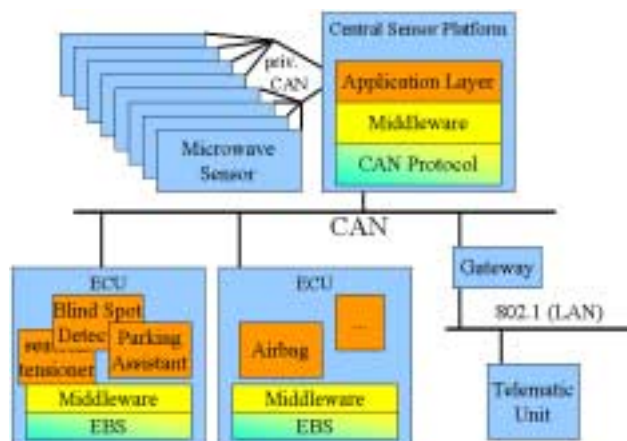 Central Sensor Platform
priv.
CAN
Application Layer
Middleware
CAN Protocol
Microwave
Sensor
CAN
ECU
Blind Spot
Detec
Parking
Assistant
tensioner
Middleware
EBS
ECU
...
Airbag
Middleware
EBS
Gateway
802.1 (LAN)
Telematic
Unit